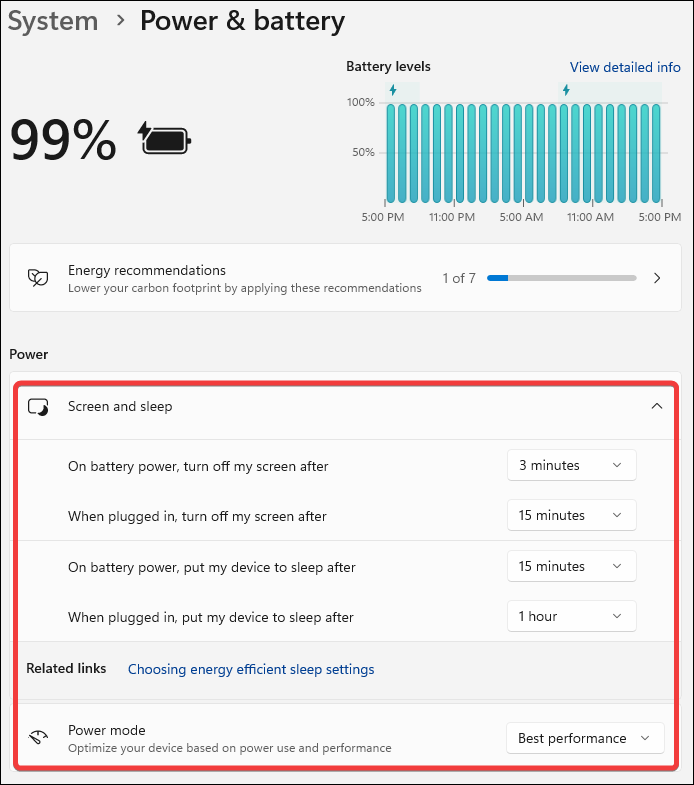 System > Power & battery
Battery levels
View detailed info
99%
100%
50%
5:00 PM 11:00 PM 5:00 AM 11:00 AM 5:00 PM
Energy recommendations
Lower your carbon footprint by applying these recommendations
1 of 7
Power
Screen and sleep
On battery power, turn off my screen after
3 minutes
When plugged in, turn off my screen after
15 minutes
On battery power, put my device to sleep after
15 minutes
When plugged in, put my device to sleep after
1 hour
Related links
Choosing energy efficient sleep settings
Power mode
Optimize your device based on power use and performance
Best performance